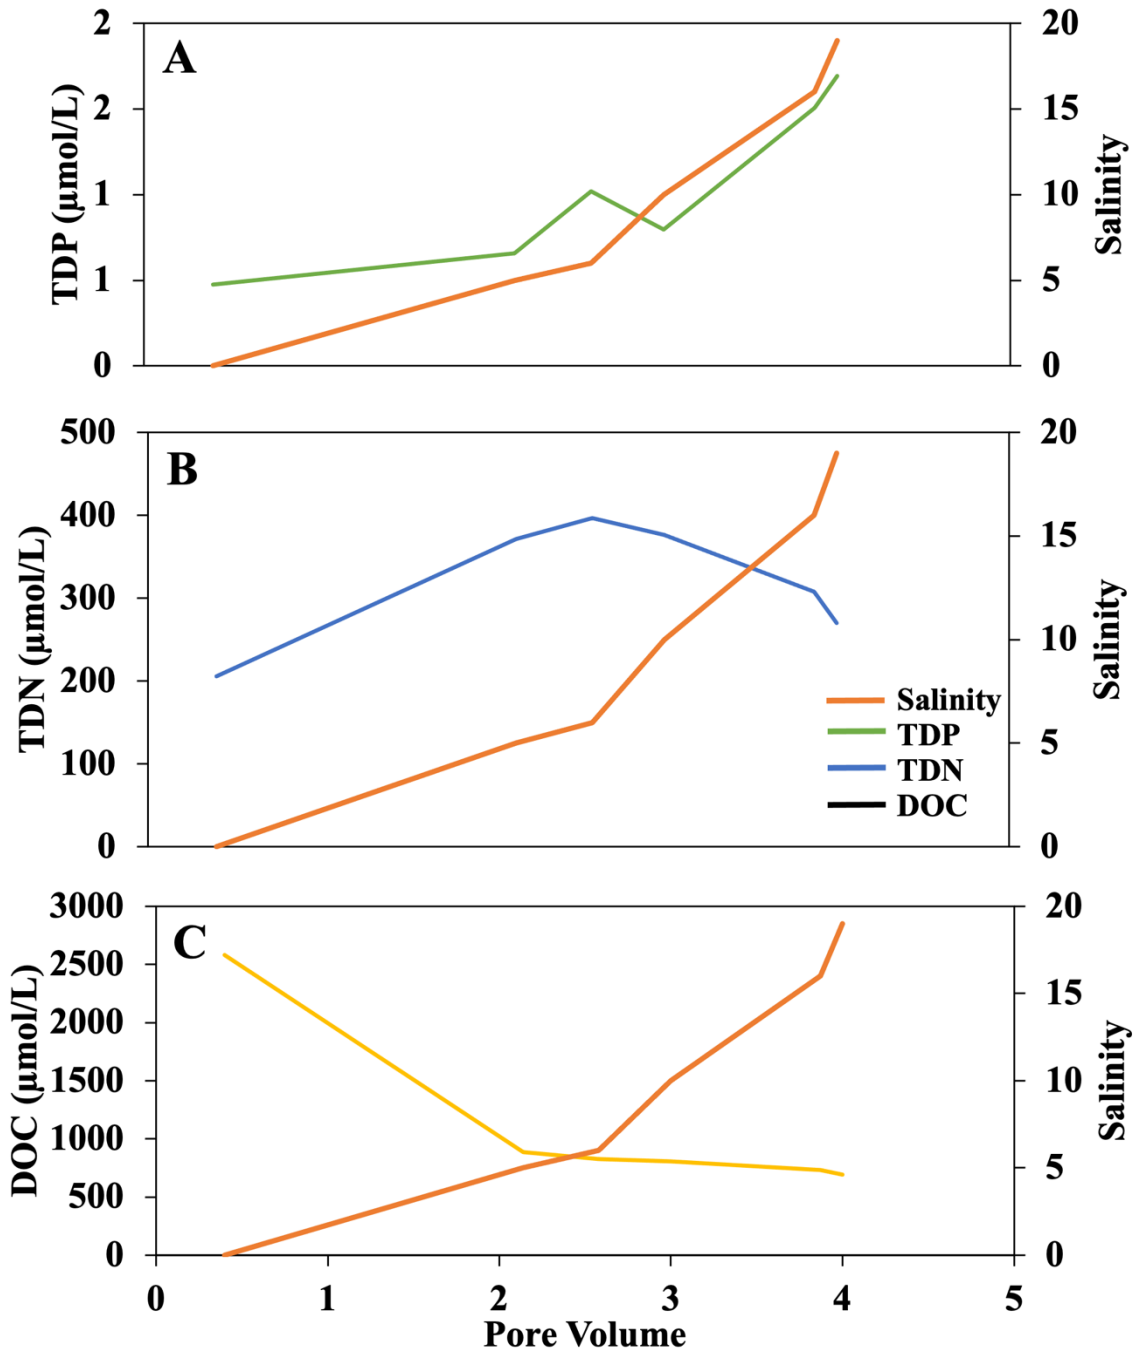 A
TDP (µmol/L)
2
2
1
1
0
20
15
10
5
0
Salinity
B
TDN (µmol/L)
500
400
300
200
100
0
20
15
10
5
0
Salinity
Salinity
TDP
TDN
DOC
C
DOC (µmol/L)
3000
2500
2000
1500
1000
500
0
20
15
10
5
0
Salinity
0 1 2 3 4 5
Pore Volume